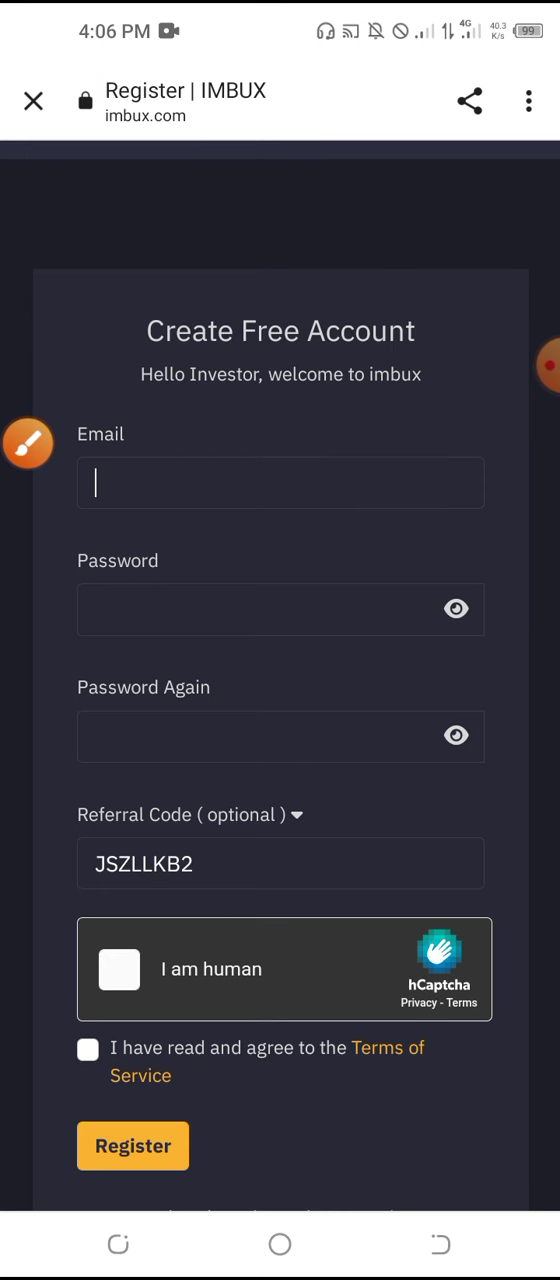 4:06 PM
4G
40.3
K/s
99
Register | IMBUX
imbux.com
Create Free Account
Hello Investor, welcome to imbux
Email
Password
Password Again
Referral Code ( optional )
JSZLLKB2
I am human
hCaptcha
Privacy - Terms
I have read and agree to the Terms of
Service
Register